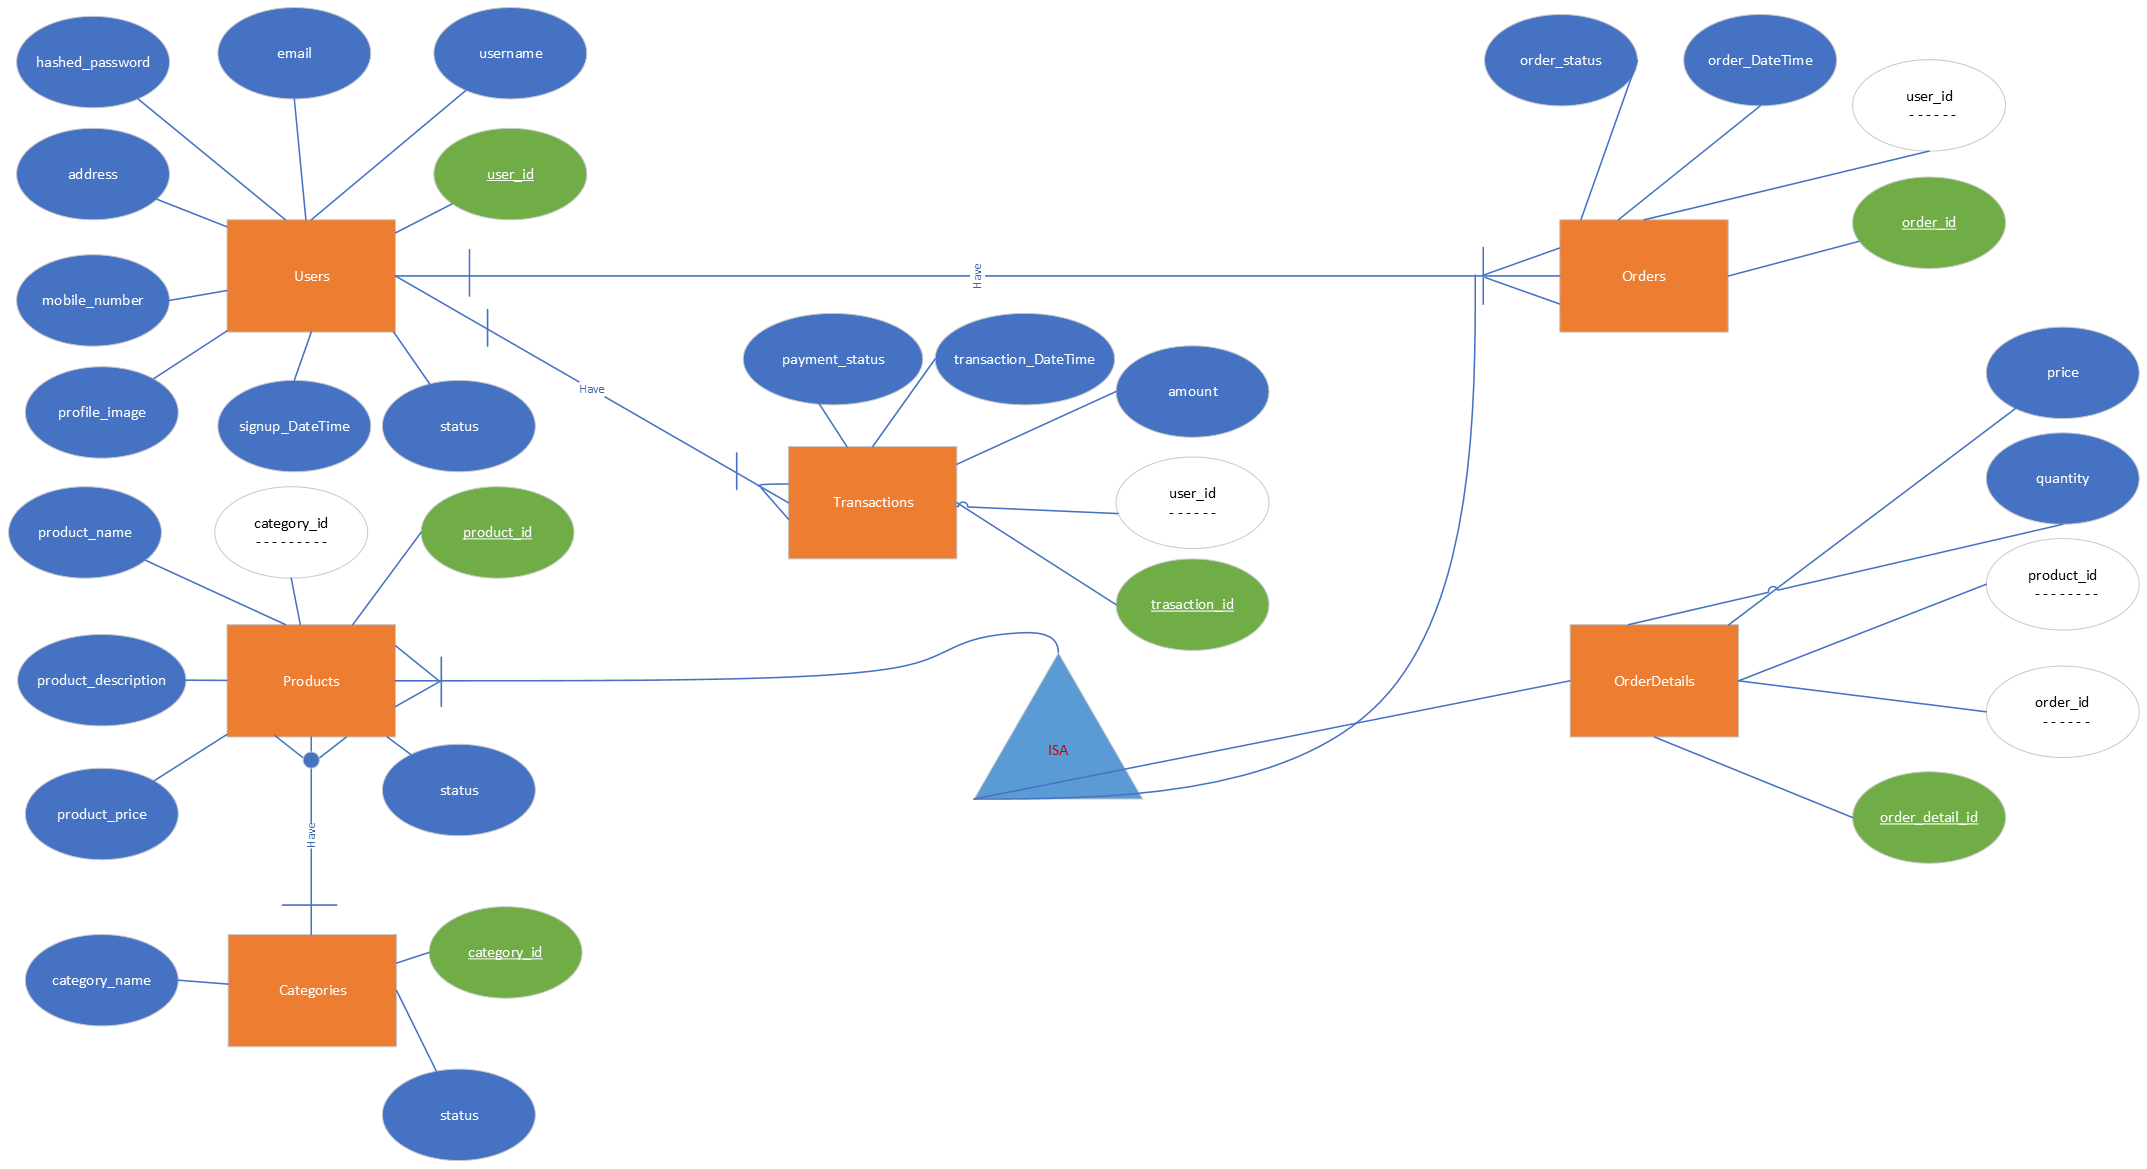 hashed_password
email
username
order_status
order_DateTime
user_id
------
address
user_id
order_id
Users
Have
Orders
mobile_number
payment_status
transaction_DateTime
price
Have
amount
profile_image
signup_DateTime
status
quantity
product_name
category_id
---------
product_id
Transactions
user_id
------
product_id
--------
trasaction_id
product_description
Products
OrderDetails
order_id
------
ISA
product_price
status
Have
order_detail_id
category_name
category_id
Categories
status